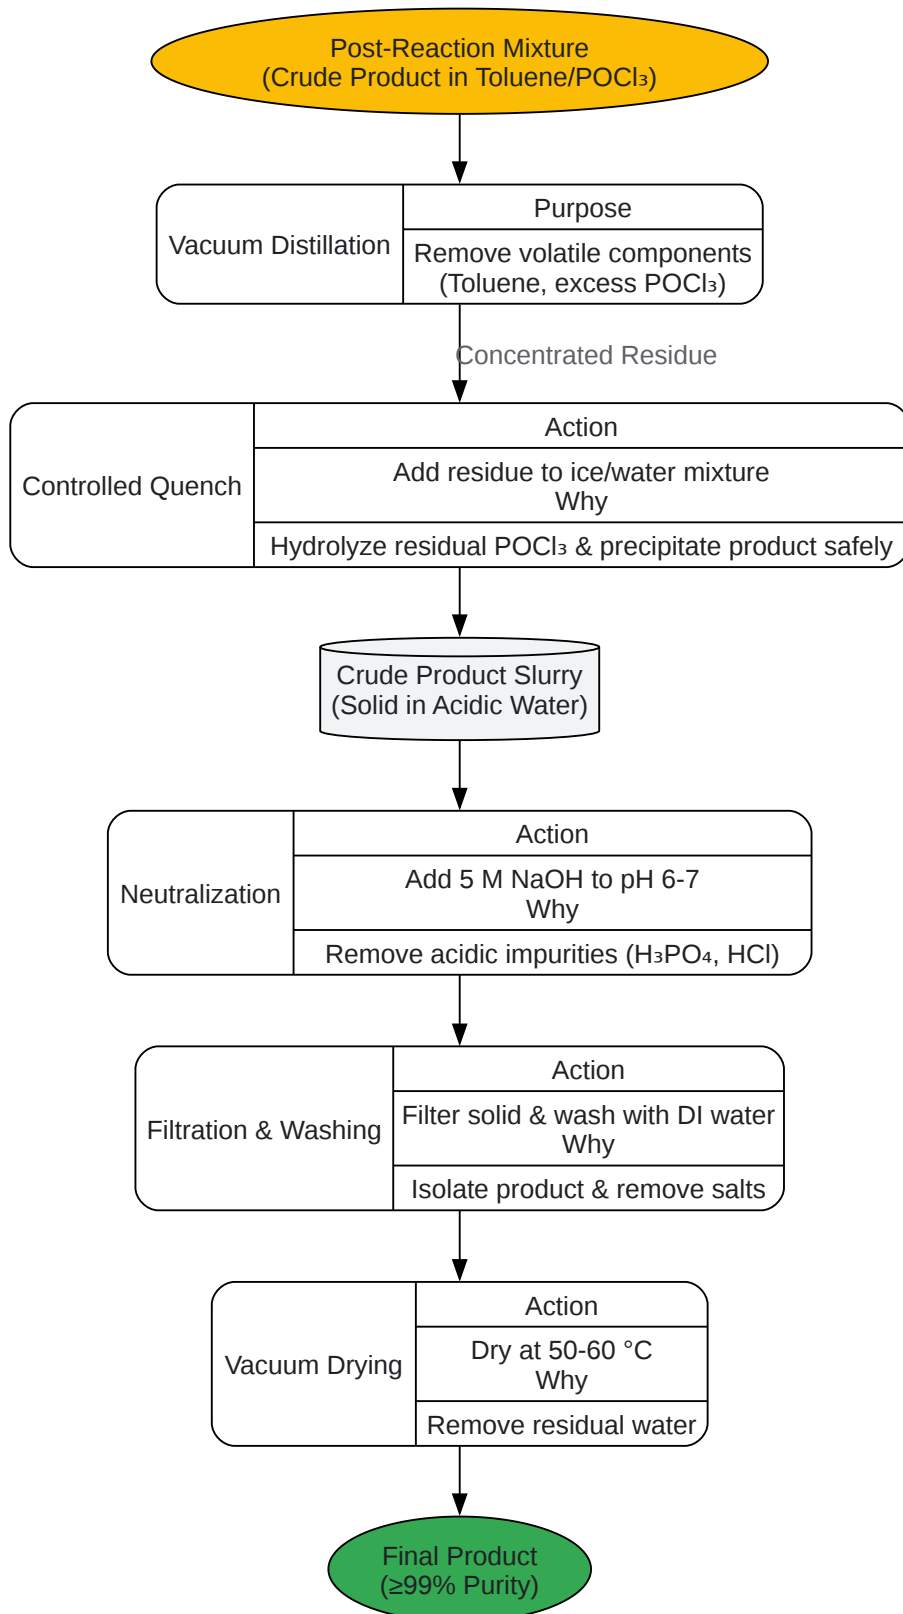 Post-Reaction Mixture
(Crude Product in Toluene/POCl₃)
Vacuum Distillation
Purpose
Remove volatile components
(Toluene, excess POCl₃)
Concentrated Residue
Controlled Quench
Action
Add residue to ice/water mixture
Why
Hydrolyze residual POCl₃ & precipitate product safely
Crude Product Slurry
(Solid in Acidic Water)
Neutralization
Action
Add 5 M NaOH to pH 6-7
Why
Remove acidic impurities (H₃PO₄, HCl)
Filtration & Washing
Action
Filter solid & wash with DI water
Why
Isolate product & remove salts
Vacuum Drying
Action
Dry at 50-60 °C
Why
Remove residual water
Final Product
(≥99% Purity)